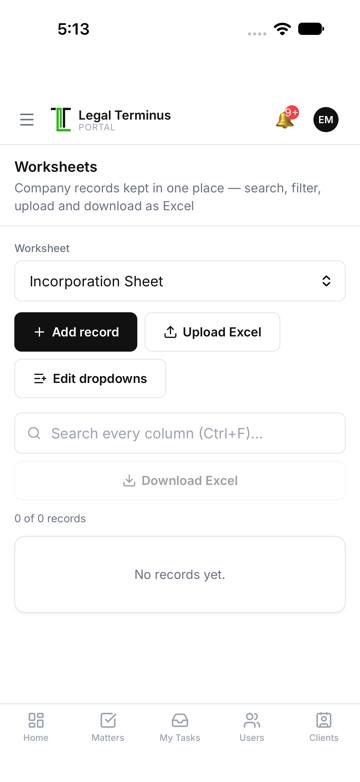 5:13
Legal Terminus
PORTAL
9+
EM
Worksheets
Company records kept in one place — search, filter,
upload and download as Excel
Worksheet
Incorporation Sheet
Add record
Upload Excel
Edit dropdowns
Search every column (Ctrl+F)...
Download Excel
0 of 0 records
No records yet.
Home
Matters
My Tasks
Users
Clients